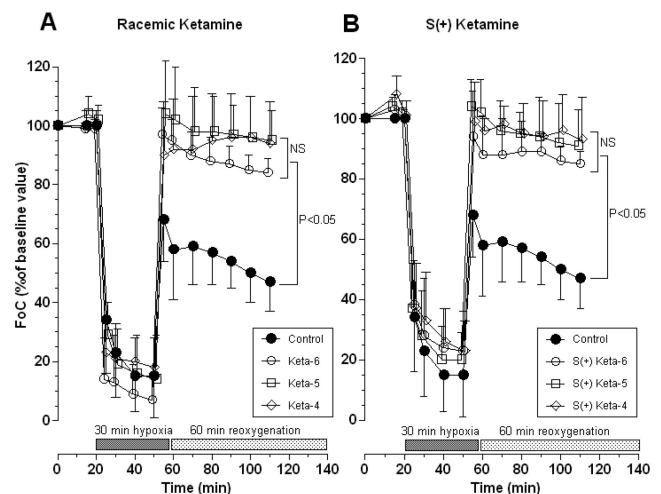 A
Racemic Ketamine
FoC (%of baseline value)
120
100
80
60
40
20
0
NS
P<0.05
Control
Keta-6
Keta-5
Keta-4
30 min hypoxia
60 min reoxygenation
0 20 40 60 80 100 120 140
Time (min)
B
S(+) Ketamine
120
100
80
60
40
20
0
NS
P<0.05
Control
S(+) Keta-6
S(+) Keta-5
S(+) Keta-4
30 min hypoxia
60 min reoxygenation
0 20 40 60 80 100 120 140
Time (min)